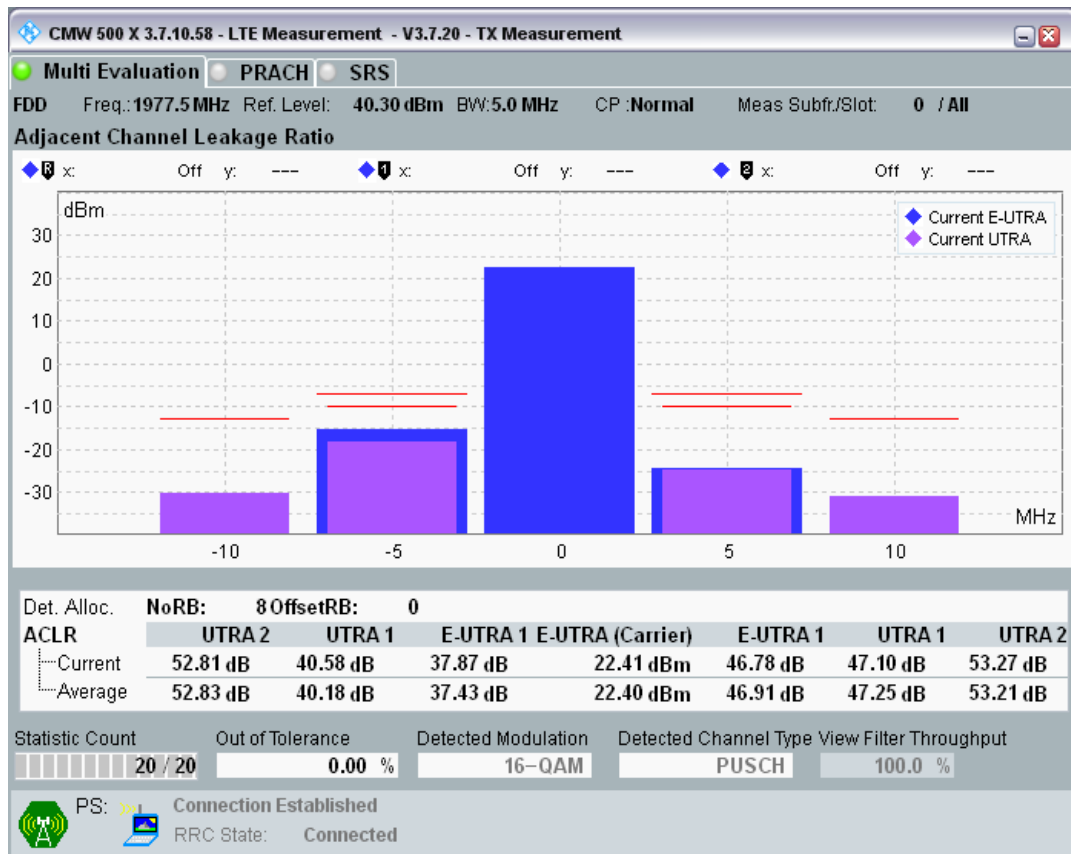 CMW 500 X 3.7.10.58 - LTE Measurement - V3.7.20 - TX Measurement
Multi Evaluation PRACH SRS
FDD Freq.: 1977.5 MHz Ref. Level: 40.30 dBm BW: 5.0 MHz CP : Normal Meas Subfr./Slot: 0 / All
Adjacent Channel Leakage Ratio
R x: Off y: --- 1 x: Off y: --- 2 x: Off y: ---
dBm
Current E-UTRA
Current UTRA
30
20
10
0
-10
-20
-30
MHz
-10 -5 0 5 10
Det. Alloc. NoRB: 8 OffsetRB: 0
ACLR UTRA 2 UTRA 1 E-UTRA 1 E-UTRA (Carrier) E-UTRA 1 UTRA 1 UTRA 2
Current 52.81 dB 40.58 dB 37.87 dB 22.41 dBm 46.78 dB 47.10 dB 53.27 dB
Average 52.83 dB 40.18 dB 37.43 dB 22.40 dBm 46.91 dB 47.25 dB 53.21 dB
Statistic Count Out of Tolerance Detected Modulation Detected Channel Type View Filter Throughput
20 / 20 0.00 % 16-QAM PUSCH 100.0 %
PS: Connection Established
RRC State: Connected